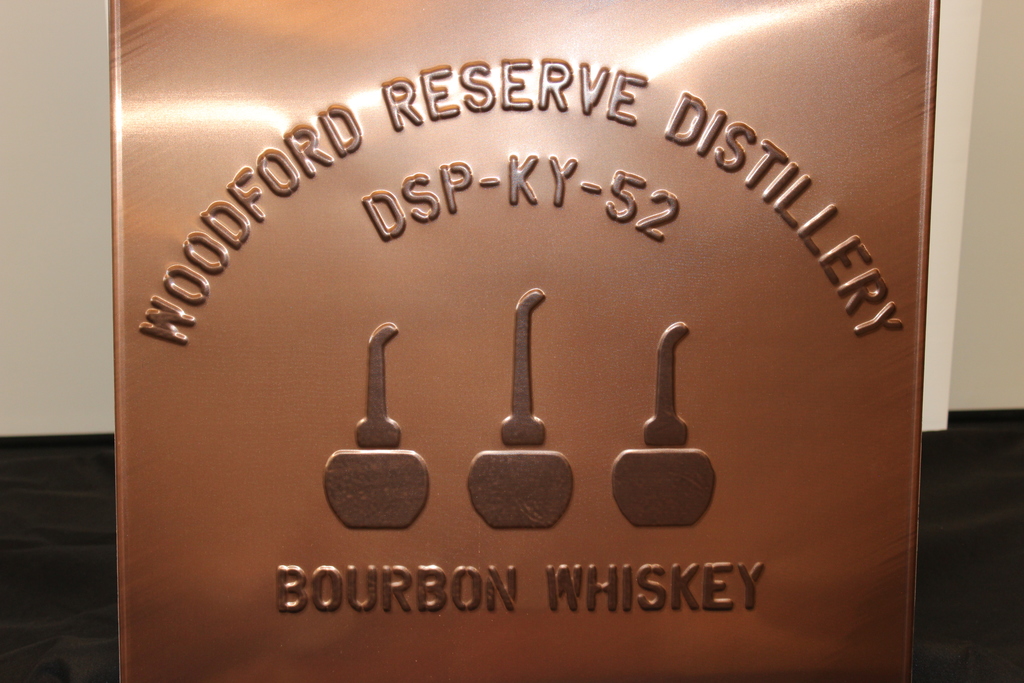 WOODFORD RESERVE DISTILLERY
DSP-KY-52
BOURBON WHISKEY